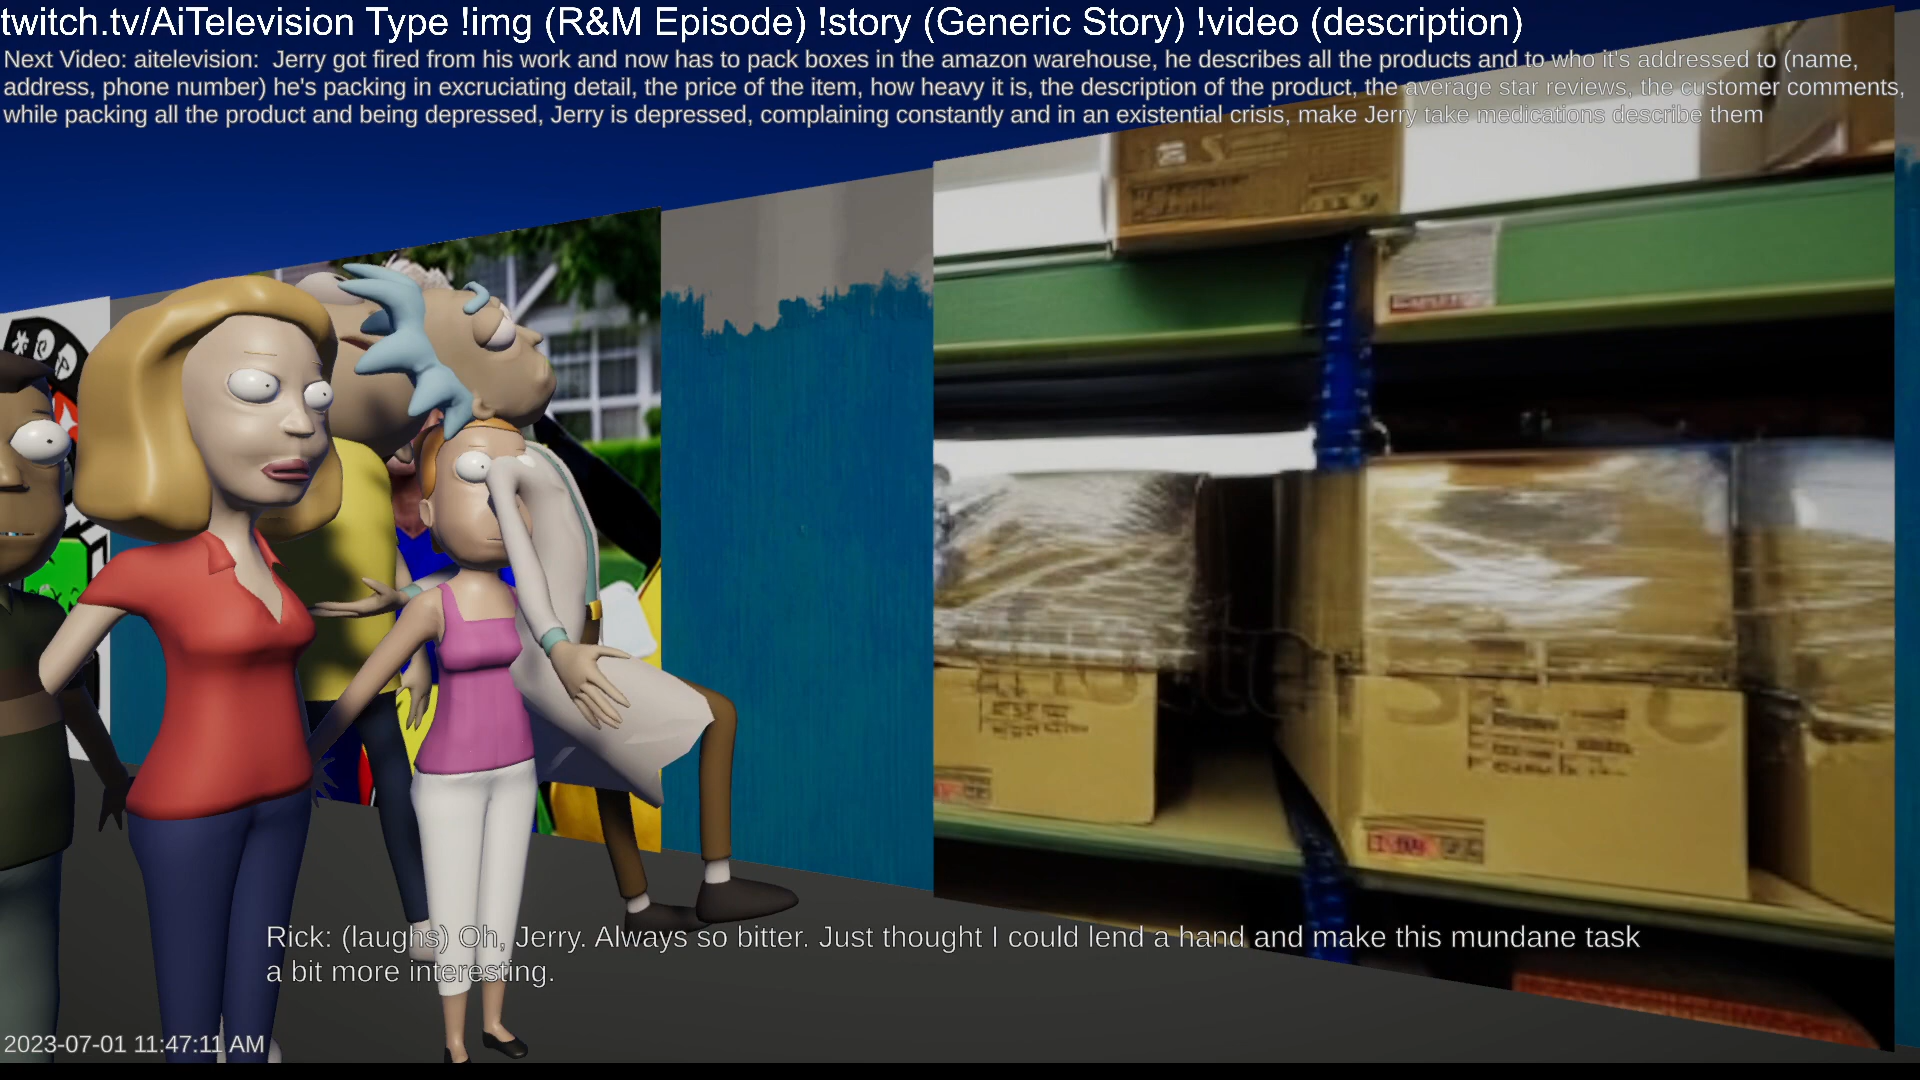 twitch.tv/AiTelevision Type !img (R&M Episode) !story (Generic Story) !video (description)
Next Video: aitelevision:  Jerry got fired from his work and now has to pack boxes in the amazon warehouse, he describes all the products and to who it's addressed to (name,
address, phone number) he's packing in excruciating detail, the price of the item, how heavy it is, the description of the product, the average star reviews, the customer comments,
while packing all the product and being depressed, Jerry is depressed, complaining constantly and in an existential crisis, make Jerry take medications describe them
Rick: (laughs) Oh, Jerry. Always so bitter. Just thought I could lend a hand and make this mundane task
a bit more interesting.
2023-07-01 11:47:11 AM